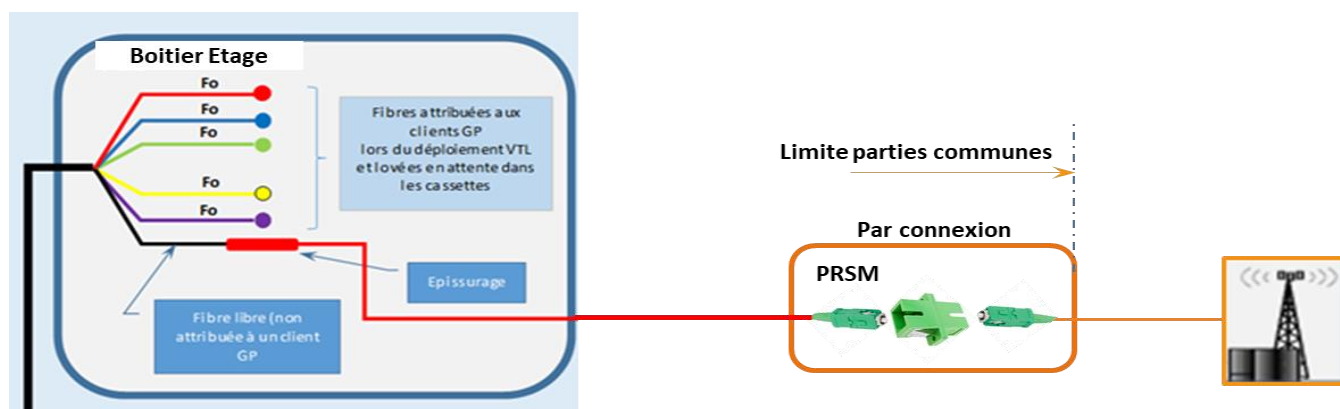 Boitier Etage
Fo
Fo
Fo
Fo
Fo
Fibres attribuées aux
clients GP
lors du déploiement VTL
et lovées en attente dans
les cassettes
Epissurage
Fibre libre (non
attribuée à un client
GP
Limite parties communes
Par connexion
PRSM